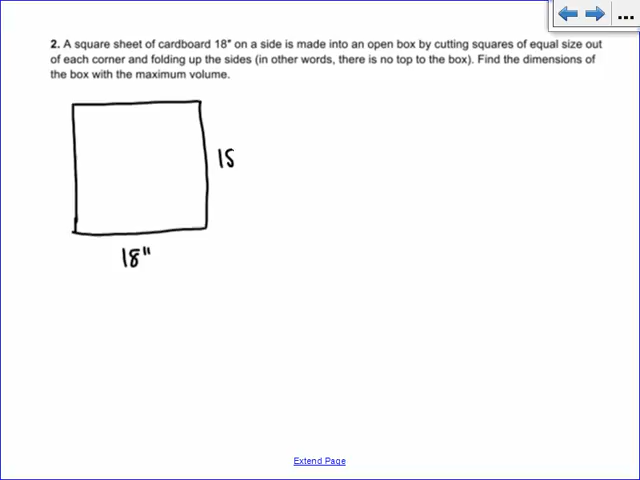 2. A square sheet of cardboard 18" on a side is made into an open box by cutting squares of equal size out
of each corner and folding up the sides (in other words, there is no top to the box). Find the dimensions of
the box with the maximum volume.
18"
Extend Page